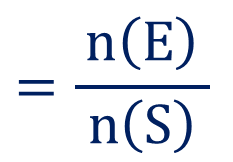 = n(E)
n(S)